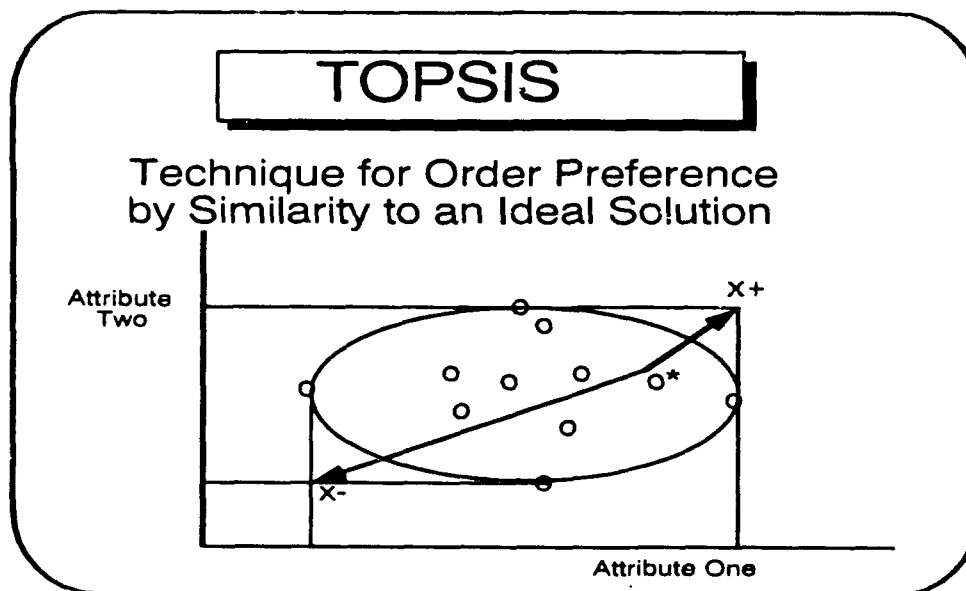 TOPSIS
Technique for Order Preference
by Similarity to an Ideal Solution
Attribute
Two
X+
*
X-
Attribute One